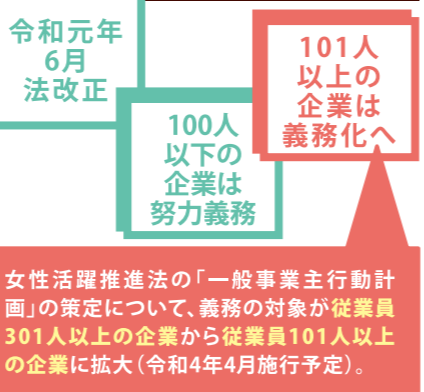 令和元年
6月
法改正
100人
以下の
企業は
努力義務
101人
以上の
企業は
義務化へ
女性活躍推進法の「一般事業主行動計
画」の策定について、義務の対象が従業員
301人以上の企業から従業員101人以上
の企業に拡大（令和4年4月施行予定）。